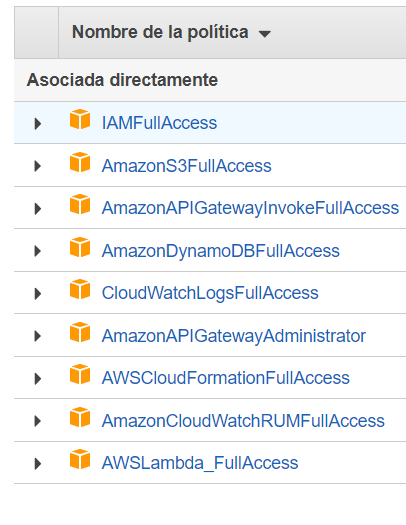 Nombre de la política
Asociada directamente
IAMFullAccess
AmazonS3FullAccess
AmazonAPIGatewayInvokeFullAccess
AmazonDynamoDBFullAccess
CloudWatchLogsFullAccess
AmazonAPIGatewayAdministrator
AWSCloudFormationFullAccess
AmazonCloudWatchRUMFullAccess
AWSLambda_FullAccess